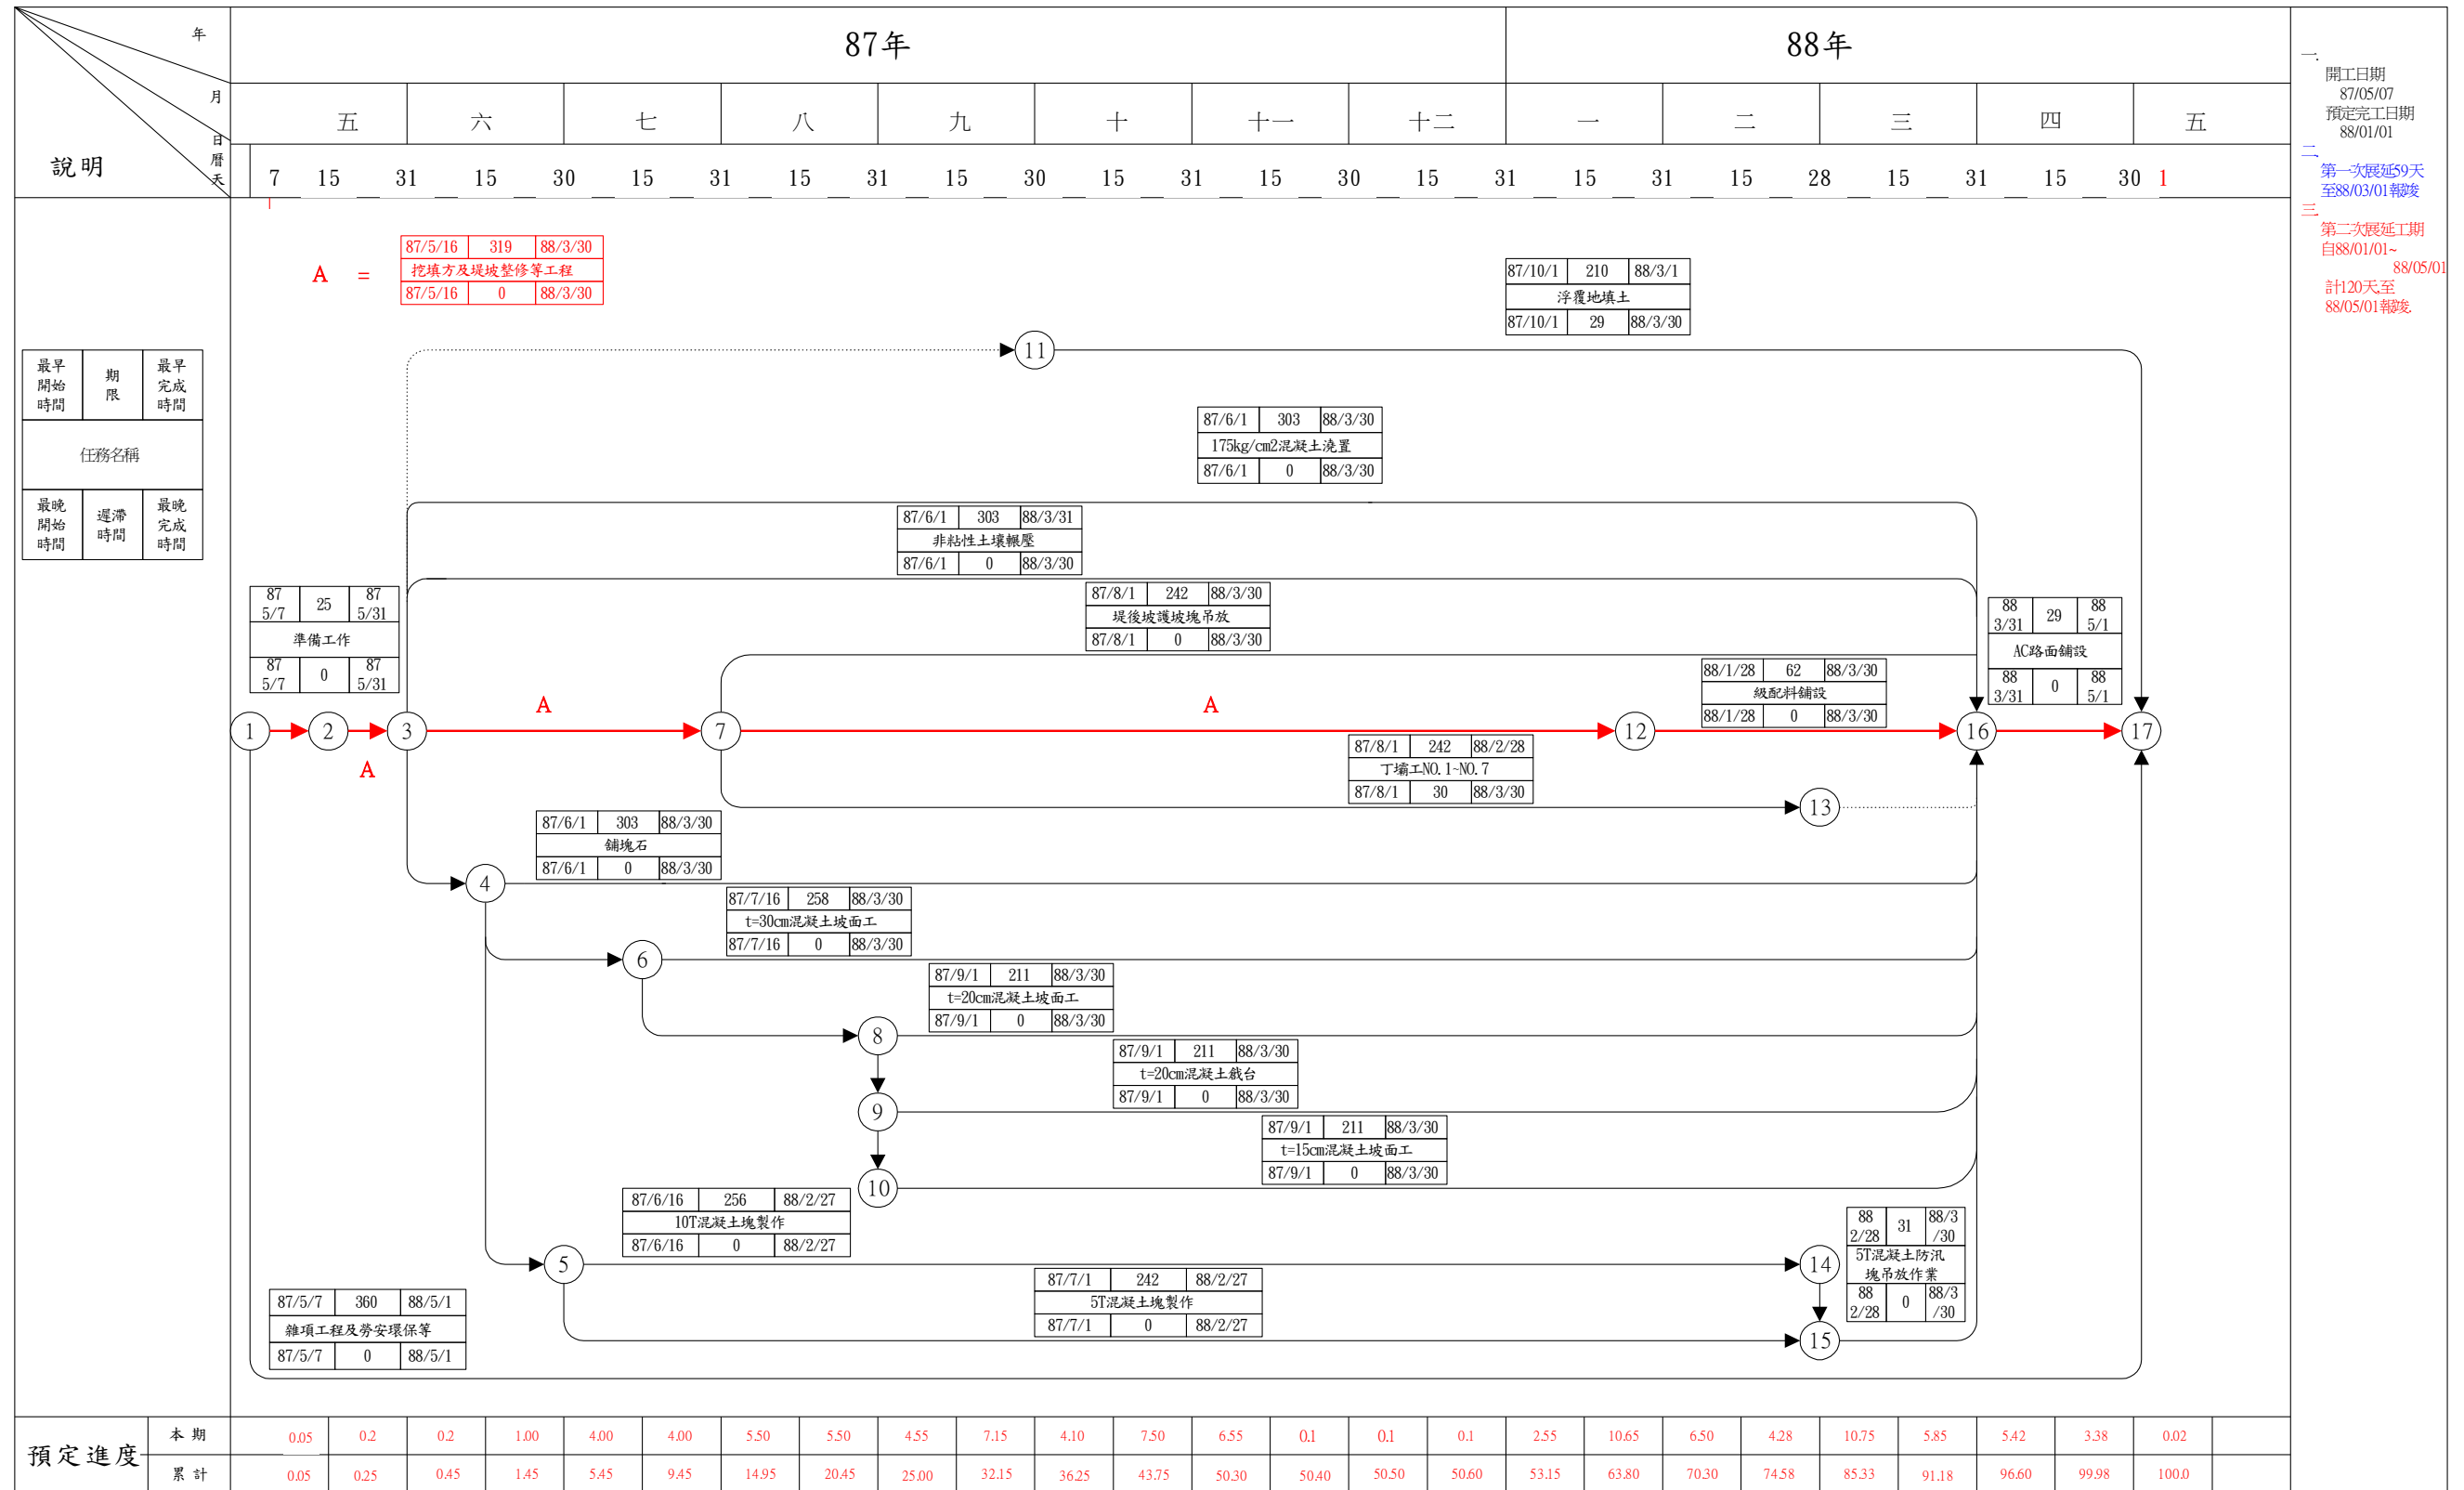 年
月
日曆天
說明
87年
88年
五 六 七 八 九 十 十一 十二 一 二 三 四 五
7 15 31 15 30 15 31 15 31 15 30 15 31 15 30 15 31 15 31 15 28 15 31 15 30 1
一.
開工日期
87/05/07
預定完工日期
88/01/01
二.
第一次展延59天
至88/03/01報竣
三.
第二次展延工期
自88/01/01~
88/05/01
計120天,至
88/05/01報竣.
A =
87/5/16 319 88/3/30
挖填方及堤坡整修等工程
87/5/16 0 88/3/30
87/10/1 210 88/3/1
浮覆地填土
87/10/1 29 88/3/30
11
最早開始時間 期限 最早完成時間
任務名稱
最晚開始時間 遲滯時間 最晚完成時間
87/6/1 303 88/3/30
175kg/cm2混凝土澆置
87/6/1 0 88/3/30
87/6/1 303 88/3/31
非粘性土壤輾壓
87/6/1 0 88/3/30
87/8/1 242 88/3/30
堤後坡護坡塊吊放
87/8/1 0 88/3/30
87 5/7 25 87 5/31
準備工作
87 5/7 0 87 5/31
88 3/31 29 88 5/1
AC路面舖設
88 3/31 0 88 5/1
88/1/28 62 88/3/30
級配料舖設
88/1/28 0 88/3/30
A A
1 2 3 7 12 16 17
A
87/8/1 242 88/2/28
丁壩工NO.1~NO.7
87/8/1 30 88/3/30
13
87/6/1 303 88/3/30
舖塊石
87/6/1 0 88/3/30
4
87/7/16 258 88/3/30
t=30cm混凝土坡面工
87/7/16 0 88/3/30
6
87/9/1 211 88/3/30
t=20cm混凝土坡面工
87/9/1 0 88/3/30
8
87/9/1 211 88/3/30
t=20cm混凝土戧台
87/9/1 0 88/3/30
9
87/9/1 211 88/3/30
t=15cm混凝土坡面工
87/9/1 0 88/3/30
10
87/6/16 256 88/2/27
10T混凝土塊製作
87/6/16 0 88/2/27
5
14
88 2/28 31 88/3 /30
5T混凝土防汛
塊吊放作業
88 2/28 0 88/3 /30
87/7/1 242 88/2/27
5T混凝土塊製作
87/7/1 0 88/2/27
15
87/5/7 360 88/5/1
雜項工程及勞安環保等
87/5/7 0 88/5/1
預定進度
本期 0.05 0.2 0.2 1.00 4.00 4.00 5.50 5.50 4.55 7.15 4.10 7.50 6.55 0.1 0.1 0.1 2.55 10.65 6.50 4.28 10.75 5.85 5.42 3.38 0.02
累計 0.05 0.25 0.45 1.45 5.45 9.45 14.95 20.45 25.00 32.15 36.25 43.75 50.30 50.40 50.50 50.60 53.15 63.80 70.30 74.58 85.33 91.18 96.60 99.98 100.0